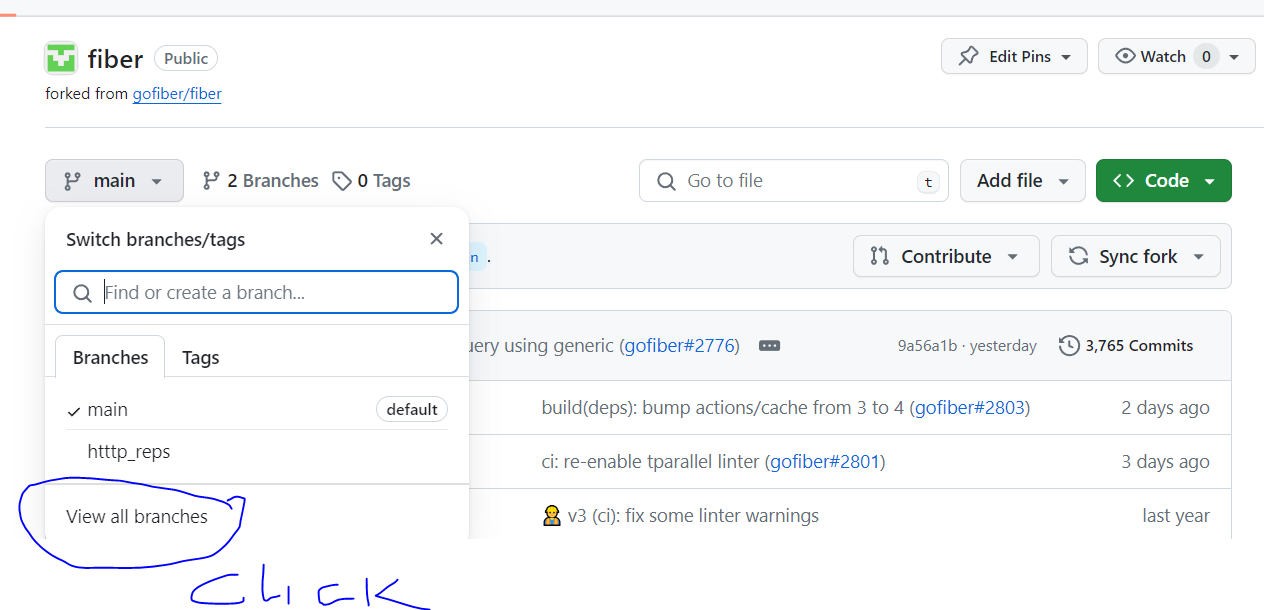 fiber Public Edit Pins Watch 0
forked from gofiber/fiber
main 2 Branches 0 Tags Go to file t Add file Code
Switch branches/tags
n . Contribute Sync fork
Find or create a branch...
Branches Tags
uery using generic (gofiber#2776) 9a56a1b · yesterday 3,765 Commits
main default
build(deps): bump actions/cache from 3 to 4 (gofiber#2803) 2 days ago
htttp_reps
ci: re-enable tparallel linter (gofiber#2801) 3 days ago
View all branches
v3 (ci): fix some linter warnings last year
CLICK